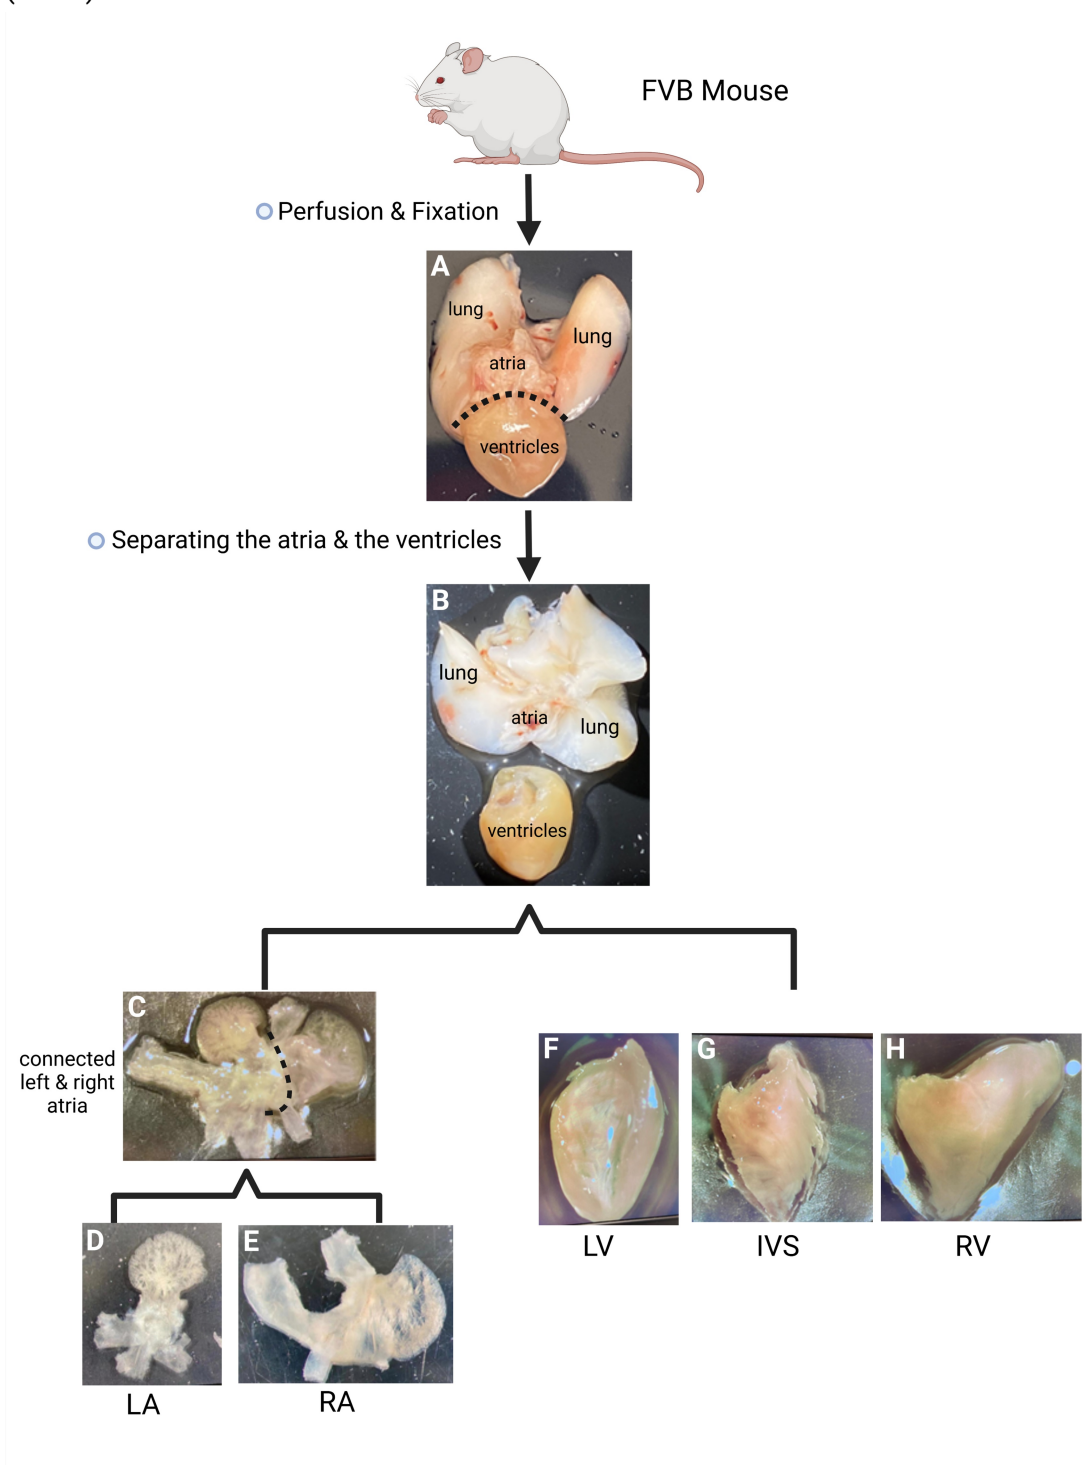 FVB Mouse
Perfusion & Fixation
A
lung
lung
atria
ventricles
Separating the atria & the ventricles
B
lung
atria
lung
ventricles
C
connected
left & right
atria
D
E
LA
RA
F
G
H
LV
IVS
RV